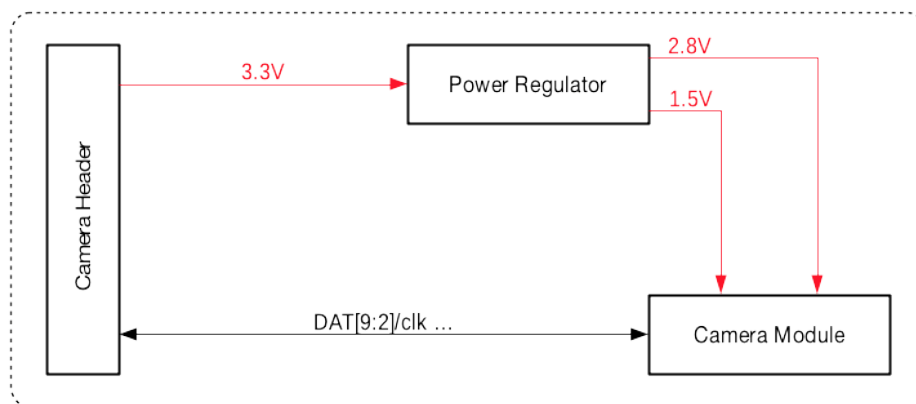 2.8V
3.3V
Power Regulator
1.5V
Camera Header
DAT[9:2]/clk ...
Camera Module